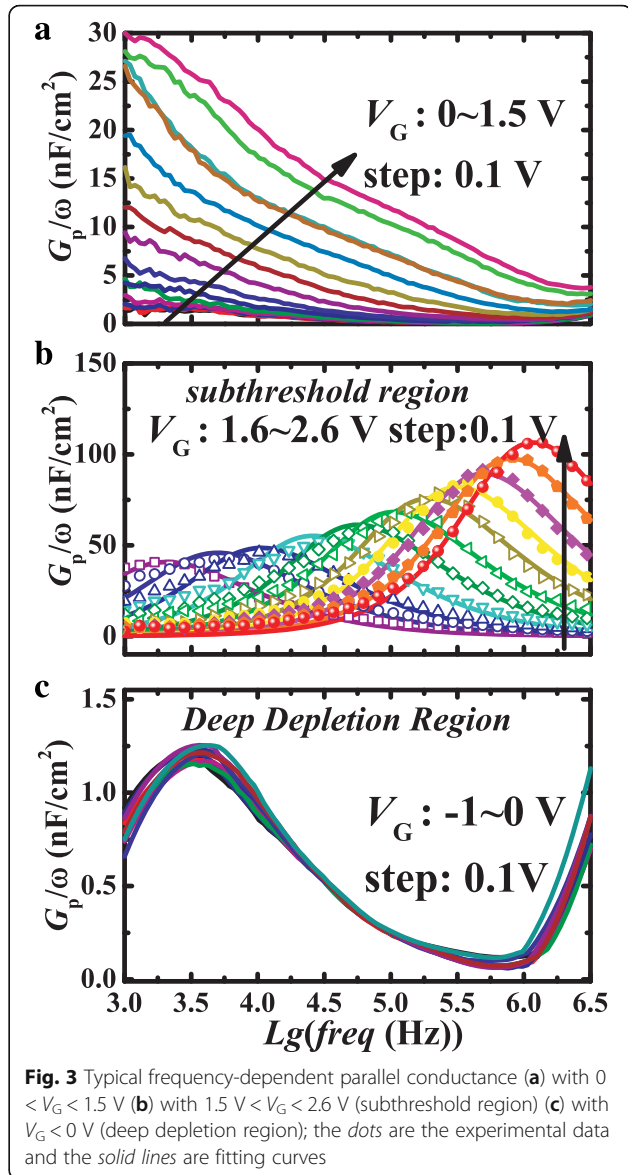 a
30
25
20
15
10
5
0
G_p/ω (nF/cm²)
V_G : 0~1.5 V
step: 0.1 V
b
150
100
50
0
G_p/ω (nF/cm²)
subthreshold region
V_G : 1.6~2.6 V step:0.1 V
c
1.5
1.0
0.5
0.0
G_p/ω (nF/cm²)
Deep Depletion Region
V_G : -1~0 V
step: 0.1V
3.0 3.5 4.0 4.5 5.0 5.5 6.0 6.5
Lg(freq (Hz))
Fig. 3 Typical frequency-dependent parallel conductance (a) with 0
< V_G < 1.5 V (b) with 1.5 V < V_G < 2.6 V (subthreshold region) (c) with
V_G < 0 V (deep depletion region); the dots are the experimental data
and the solid lines are fitting curves